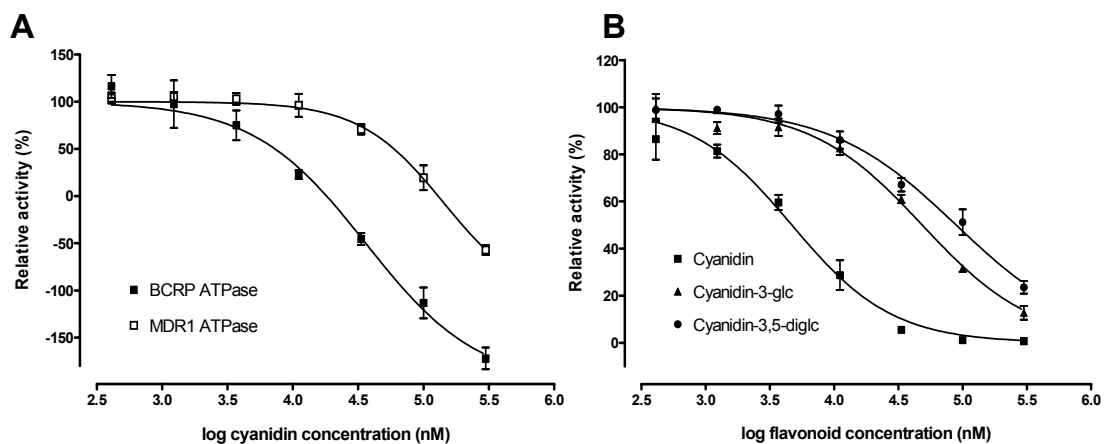 A
150
100
50
0
-50
-100
-150
Relative activity (%)
BCRP ATPase
MDR1 ATPase
2.5 3.0 3.5 4.0 4.5 5.0 5.5 6.0
log cyanidin concentration (nM)
B
120
100
80
60
40
20
0
Relative activity (%)
Cyanidin
Cyanidin-3-glc
Cyanidin-3,5-diglc
2.5 3.0 3.5 4.0 4.5 5.0 5.5 6.0
log flavonoid concentration (nM)